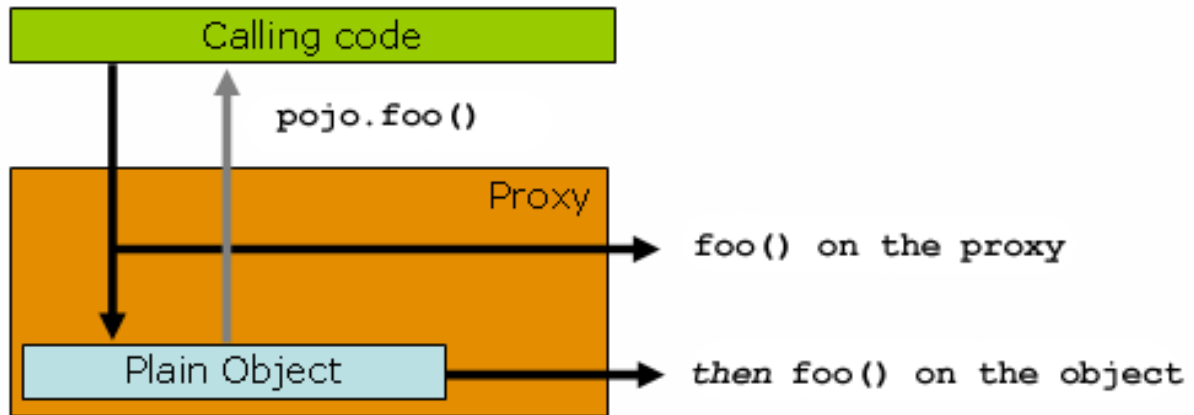 Calling code
pojo.foo()
Proxy
foo() on the proxy
Plain Object
then foo() on the object